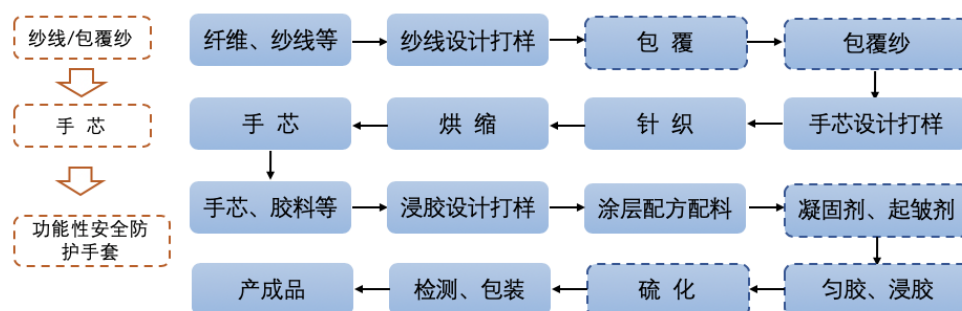 纱线/包覆纱
手 芯
功能性安全防
护手套
纤维、纱线等
纱线设计打样
包 覆
包覆纱
手芯设计打样
针 织
烘 缩
手 芯
手芯、胶料等
浸胶设计打样
涂层配方配料
凝固剂、起皱剂
匀胶、浸胶
硫 化
检测、包装
产成品